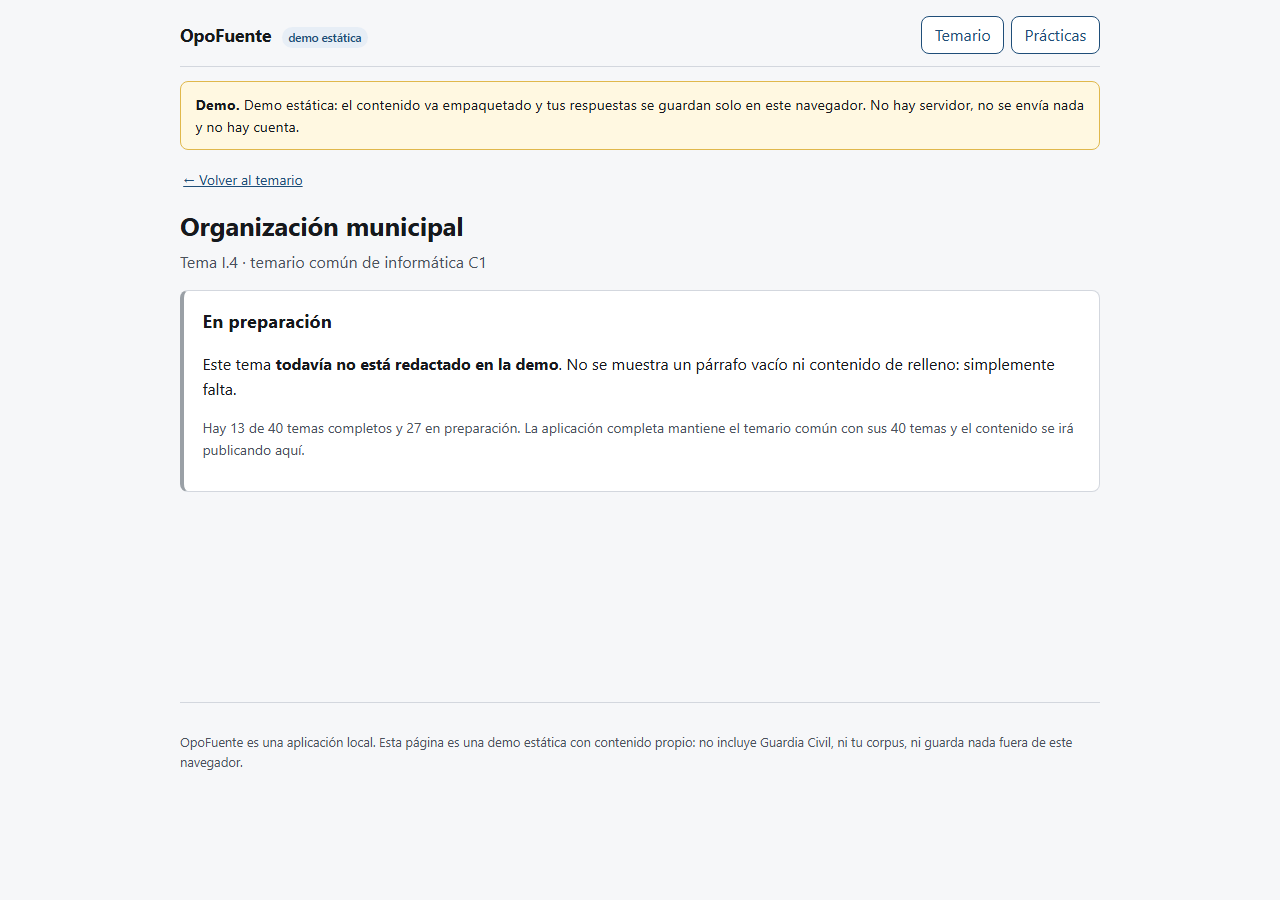 OpoFuente demo estática Temario Prácticas
Demo. Demo estática: el contenido va empaquetado y tus respuestas se guardan solo en este navegador. No hay servidor, no se envía nada
y no hay cuenta.
← Volver al temario
Organización municipal
Tema I.4 · temario común de informática C1
En preparación
Este tema todavía no está redactado en la demo. No se muestra un párrafo vacío ni contenido de relleno: simplemente
falta.
Hay 13 de 40 temas completos y 27 en preparación. La aplicación completa mantiene el temario común con sus 40 temas y el contenido se irá
publicando aquí.
OpoFuente es una aplicación local. Esta página es una demo estática con contenido propio: no incluye Guardia Civil, ni tu corpus, ni guarda nada fuera de este
navegador.